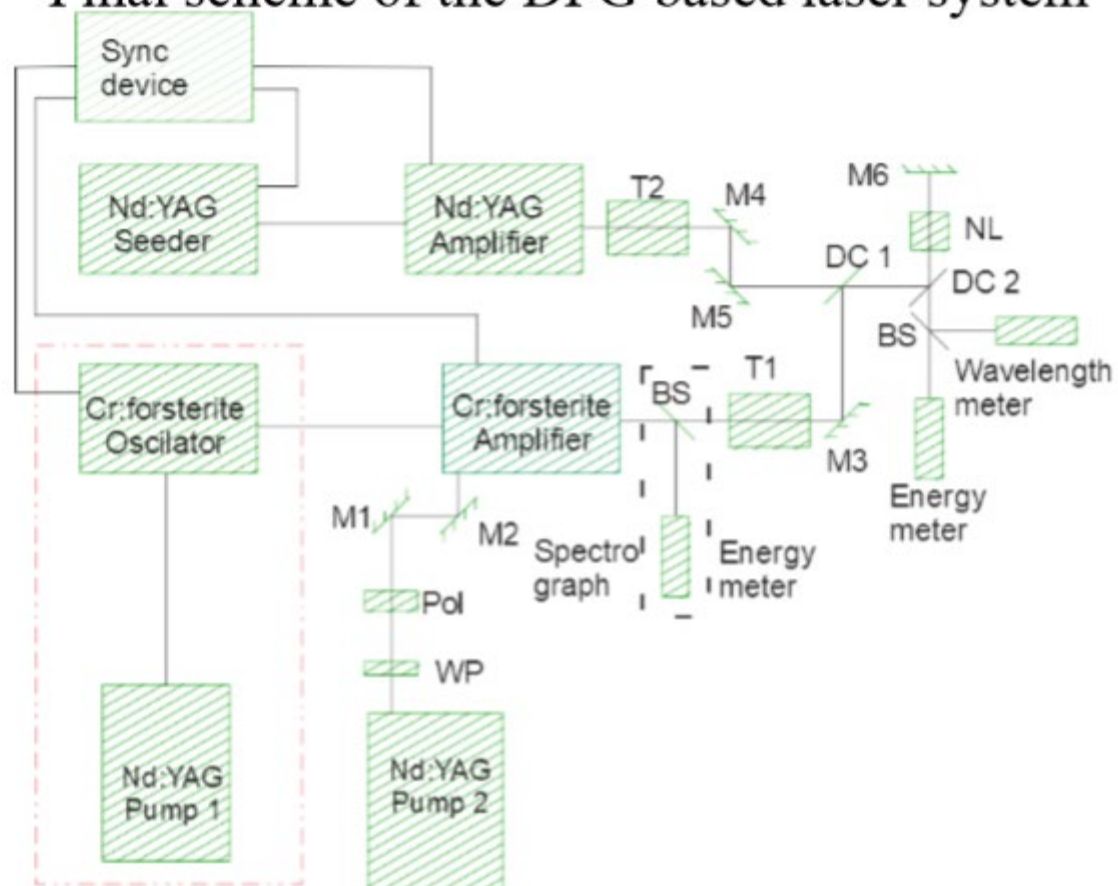 Final scheme of the DFG based laser system
Sync
device
Nd:YAG
Seeder
Nd:YAG
Amplifier
T2
M4
M5
DC 1
M6
NL
DC 2
BS
Wavelength
meter
Energy
meter
Cr:forsterite
Oscilator
Cr:forsterite
Amplifier
BS
T1
M3
M1
M2
Spectro
graph
Energy
meter
Pol
WP
Nd:YAG
Pump 1
Nd:YAG
Pump 2